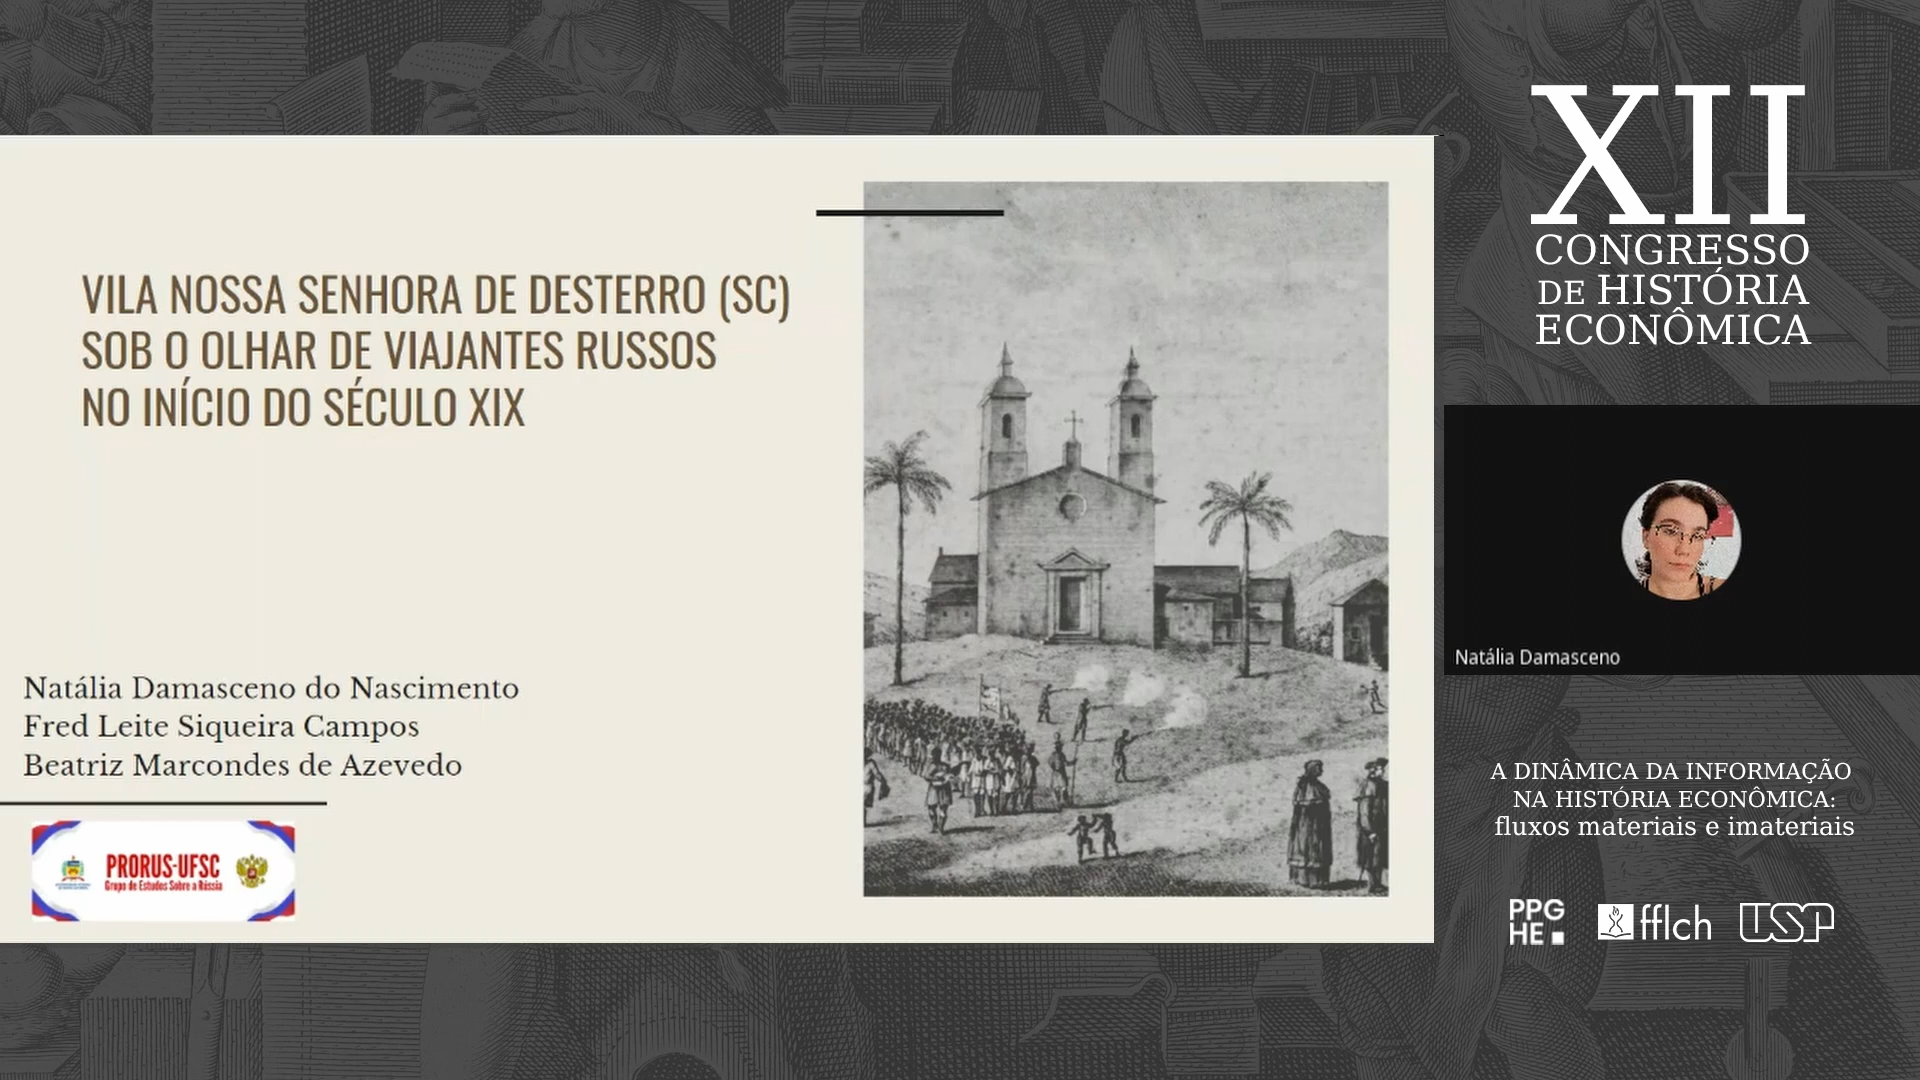 VILA NOSSA SENHORA DE DESTERRO (SC)
SOB O OLHAR DE VIAJANTES RUSSOS
NO INÍCIO DO SÉCULO XIX
Natália Damasceno do Nascimento
Fred Leite Siqueira Campos
Beatriz Marcondes de Azevedo
PRORUS-UFSC
Grupo de Estudos Sobre a Rússia
XII
CONGRESSO
DE HISTÓRIA
ECONÔMICA
Natália Damasceno
A DINÂMICA DA INFORMAÇÃO
NA HISTÓRIA ECONÔMICA:
fluxos materiais e imateriais
PPG
HE
fflch
USP